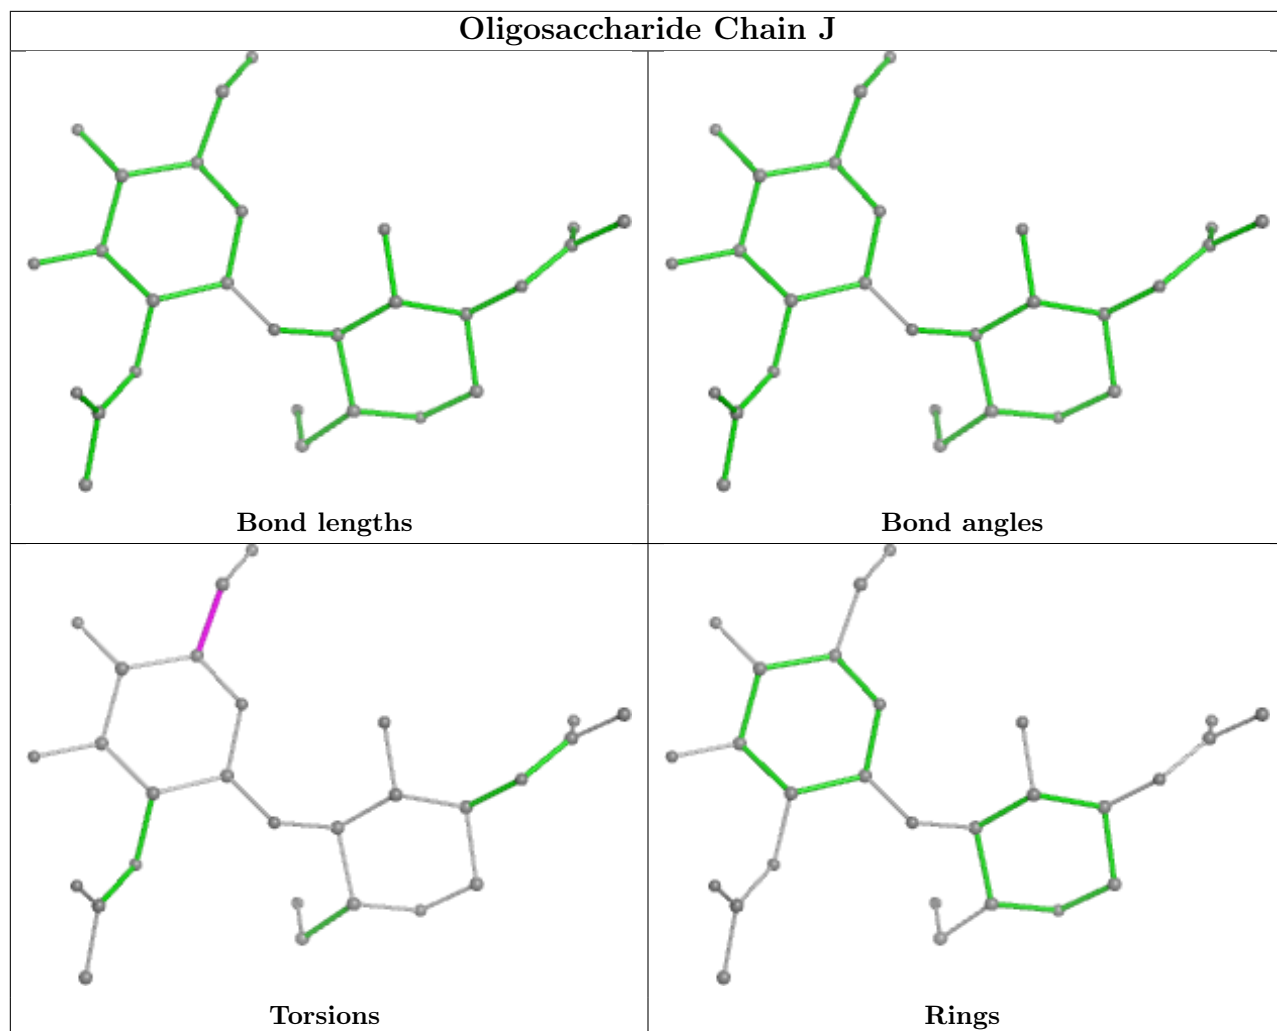 Oligosaccharide Chain J
Bond lengths
Bond angles
Torsions
Rings